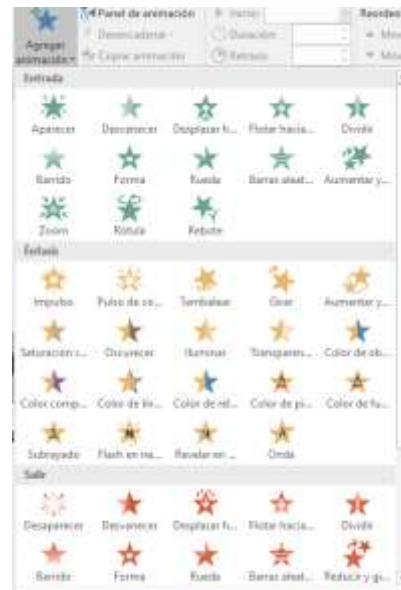 Agregar animación
Panel de animación
Desencadenar
Copiar animación
Iniciar:
Duración:
Retraso:
Reorden
Mov
Mov
Entrada
Aparecer Desvanecer Desplazar h... Flotar hacia... Dividir
Barrido Forma Rueda Barras aleat... Aumentar y...
Zoom Rótula Rebote
Énfasis
Impulso Pulso de co... Tambalear Girar Aumentar y...
Saturación c... Oscurecer Iluminar Transparen... Color de ob...
Color comp... Color de lín... Color de rel... Color de pi... Color de fu...
Subrayado Flash en ne... Revelar en ... Onda
Salir
Desaparecer Desvanecer Desplazar h... Flotar hacia... Dividir
Barrido Forma Rueda Barras aleat... Reducir y gi...